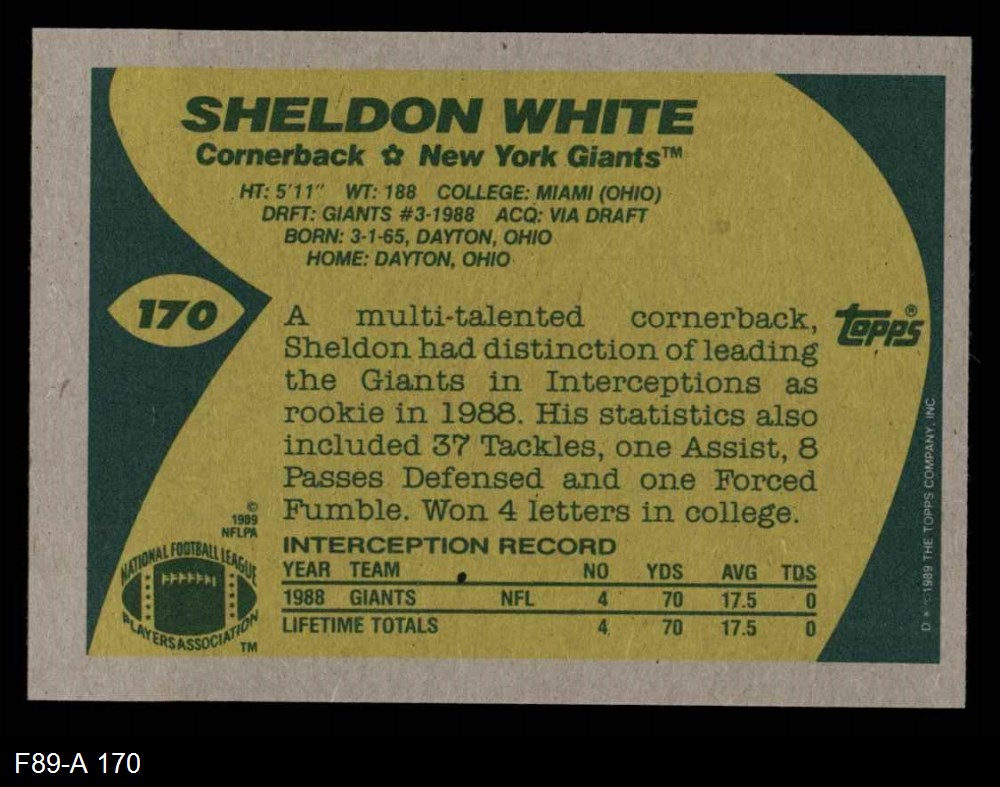 SHELDON WHITE
Cornerback ✿ New York Giants™
HT: 5'11" WT: 188 COLLEGE: MIAMI (OHIO)
DRFT: GIANTS #3-1988 ACQ: VIA DRAFT
BORN: 3-1-65, DAYTON, OHIO
HOME: DAYTON, OHIO
170
topps®
A multi-talented cornerback,
Sheldon had distinction of leading
the Giants in Interceptions as
rookie in 1988. His statistics also
included 37 Tackles, one Assist, 8
Passes Defensed and one Forced
Fumble. Won 4 letters in college.
©
1989
NFLPA
NATIONAL FOOTBALL LEAGUE
NFLPA
PLAYERS ASSOCIATION
TM
INTERCEPTION RECORD
YEAR TEAM NO YDS AVG TDS
1988 GIANTS NFL 4 70 17.5 0
LIFETIME TOTALS 4 70 17.5 0
D * © 1989 THE TOPPS COMPANY, INC.
F89-A 170